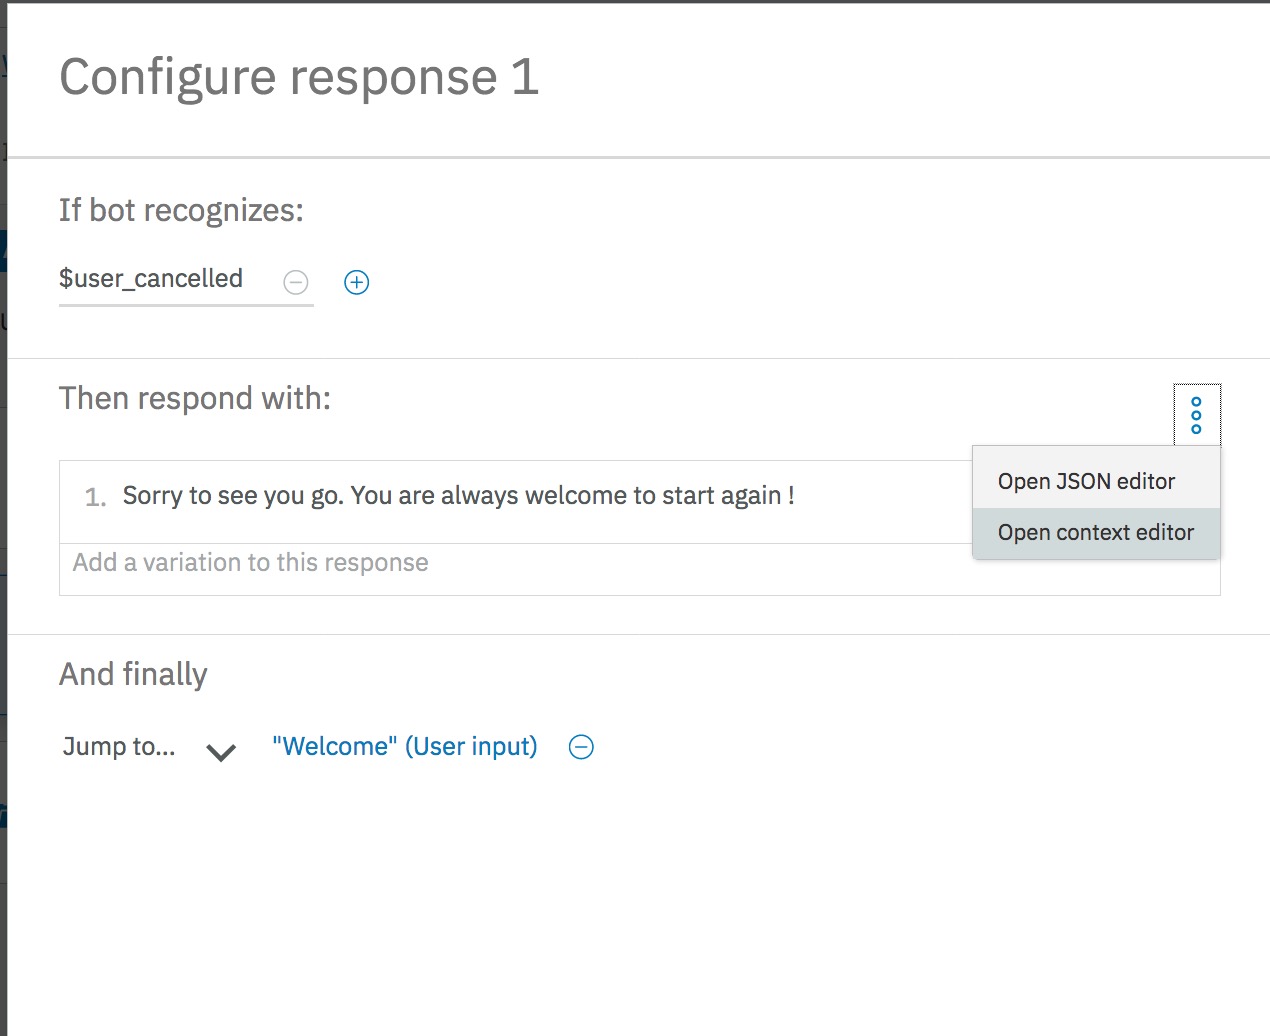 Configure response 1
If bot recognizes:
$user_cancelled
Then respond with:
1. Sorry to see you go. You are always welcome to start again !
Open JSON editor
Open context editor
Add a variation to this response
And finally
Jump to... "Welcome" (User input)